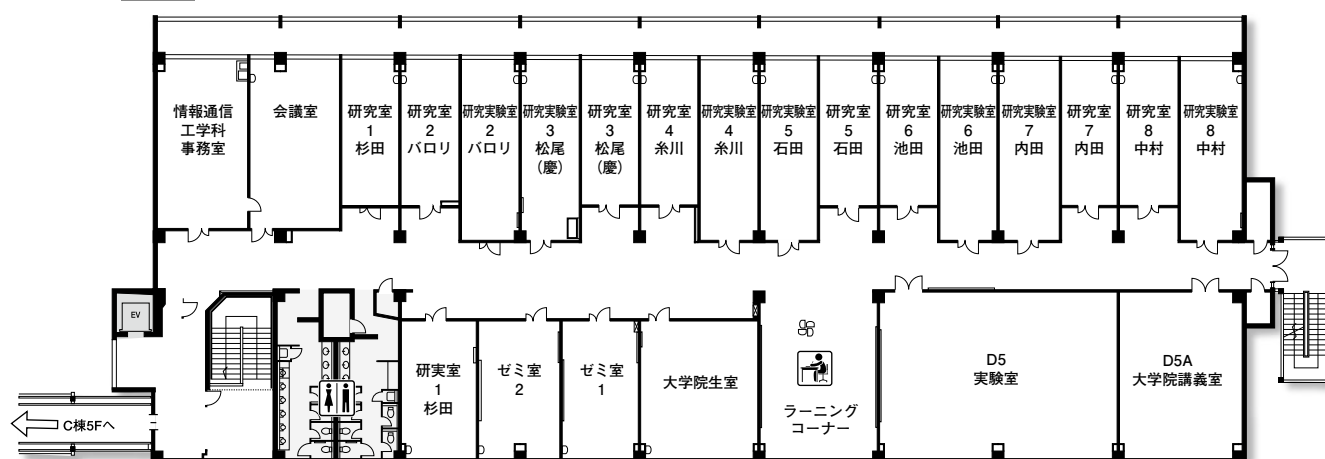 情報通信
工学科
事務室
会議室
研究室
1
杉田
研究室
2
バロリ
研究実験室
2
バロリ
研究実験室
3
松尾
(慶)
研究室
3
松尾
(慶)
研究室
4
糸川
研究実験室
4
糸川
研究実験室
5
石田
研究室
5
石田
研究室
6
池田
研究実験室
6
池田
研究実験室
7
内田
研究室
7
内田
研究室
8
中村
研究実験室
8
中村
EV
C棟5Fへ
研実室
1
杉田
ゼミ室
2
ゼミ室
1
大学院生室
ラーニング
コーナー
D5
実験室
D5A
大学院講義室